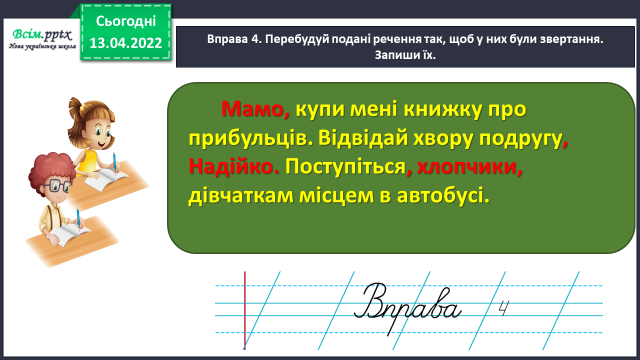 Всім.pptx
Нова українська школа
Сьогодні
13.04.2022
Вправа 4. Перебудуй подані речення так, щоб у них були звертання.
Запиши їх.
Мамо, купи мені книжку про
прибульців. Відвідай хвору подругу,
Надійко. Поступіться, хлопчики,
дівчаткам місцем в автобусі.
Вправа 4